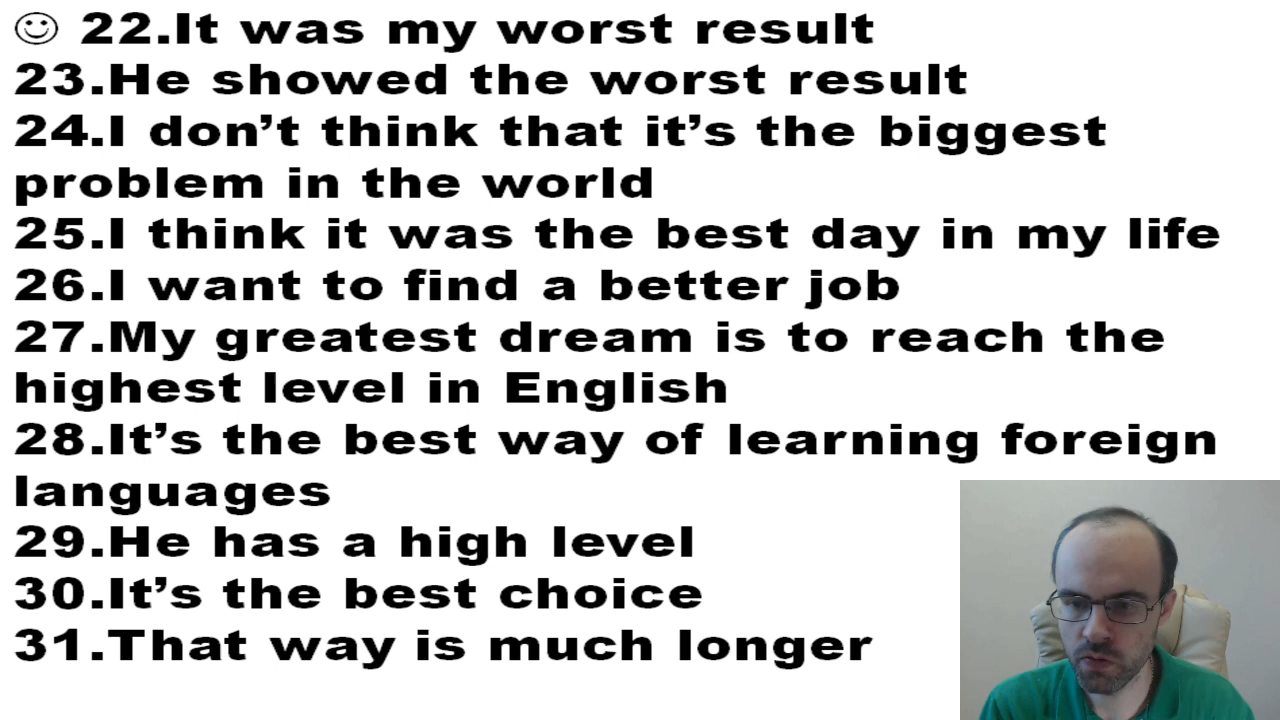 ☺ 22.It was my worst result
23.He showed the worst result
24.I don’t think that it’s the biggest
problem in the world
25.I think it was the best day in my life
26.I want to find a better job
27.My greatest dream is to reach the
highest level in English
28.It’s the best way of learning foreign
languages
29.He has a high level
30.It’s the best choice
31.That way is much longer